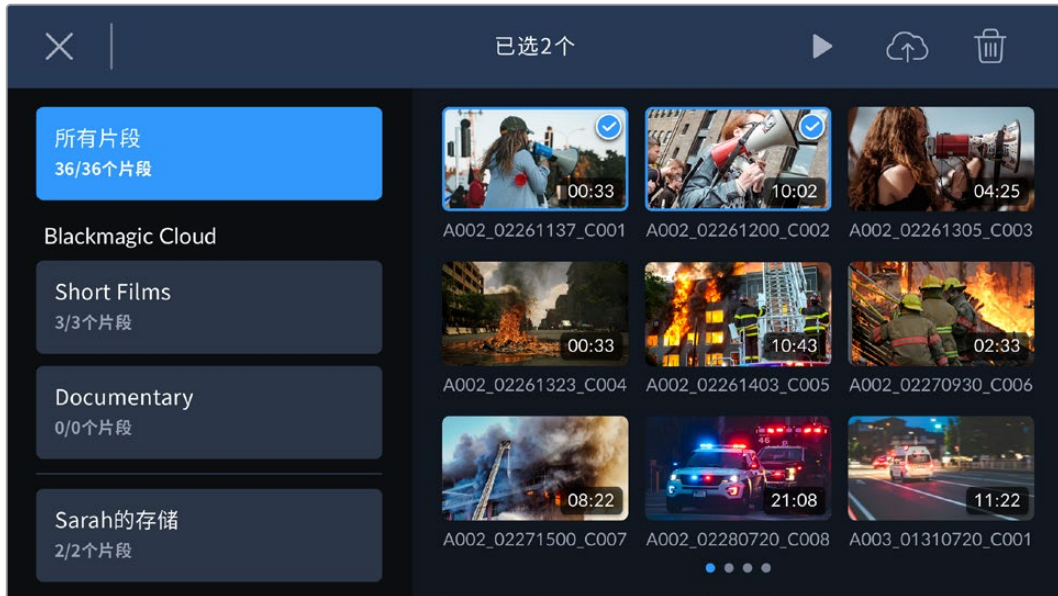 已选2个
所有片段
36/36个片段
Blackmagic Cloud
Short Films
3/3个片段
Documentary
0/0个片段
Sarah的存储
2/2个片段
00:33
10:02
04:25
A002_02261137_C001
A002_02261200_C002
A002_02261305_C003
00:33
10:43
02:33
A002_02261323_C004
A002_02261403_C005
A002_02270930_C006
46
08:22
21:08
11:22
A002_02271500_C007
A002_02280720_C008
A003_01310720_C001